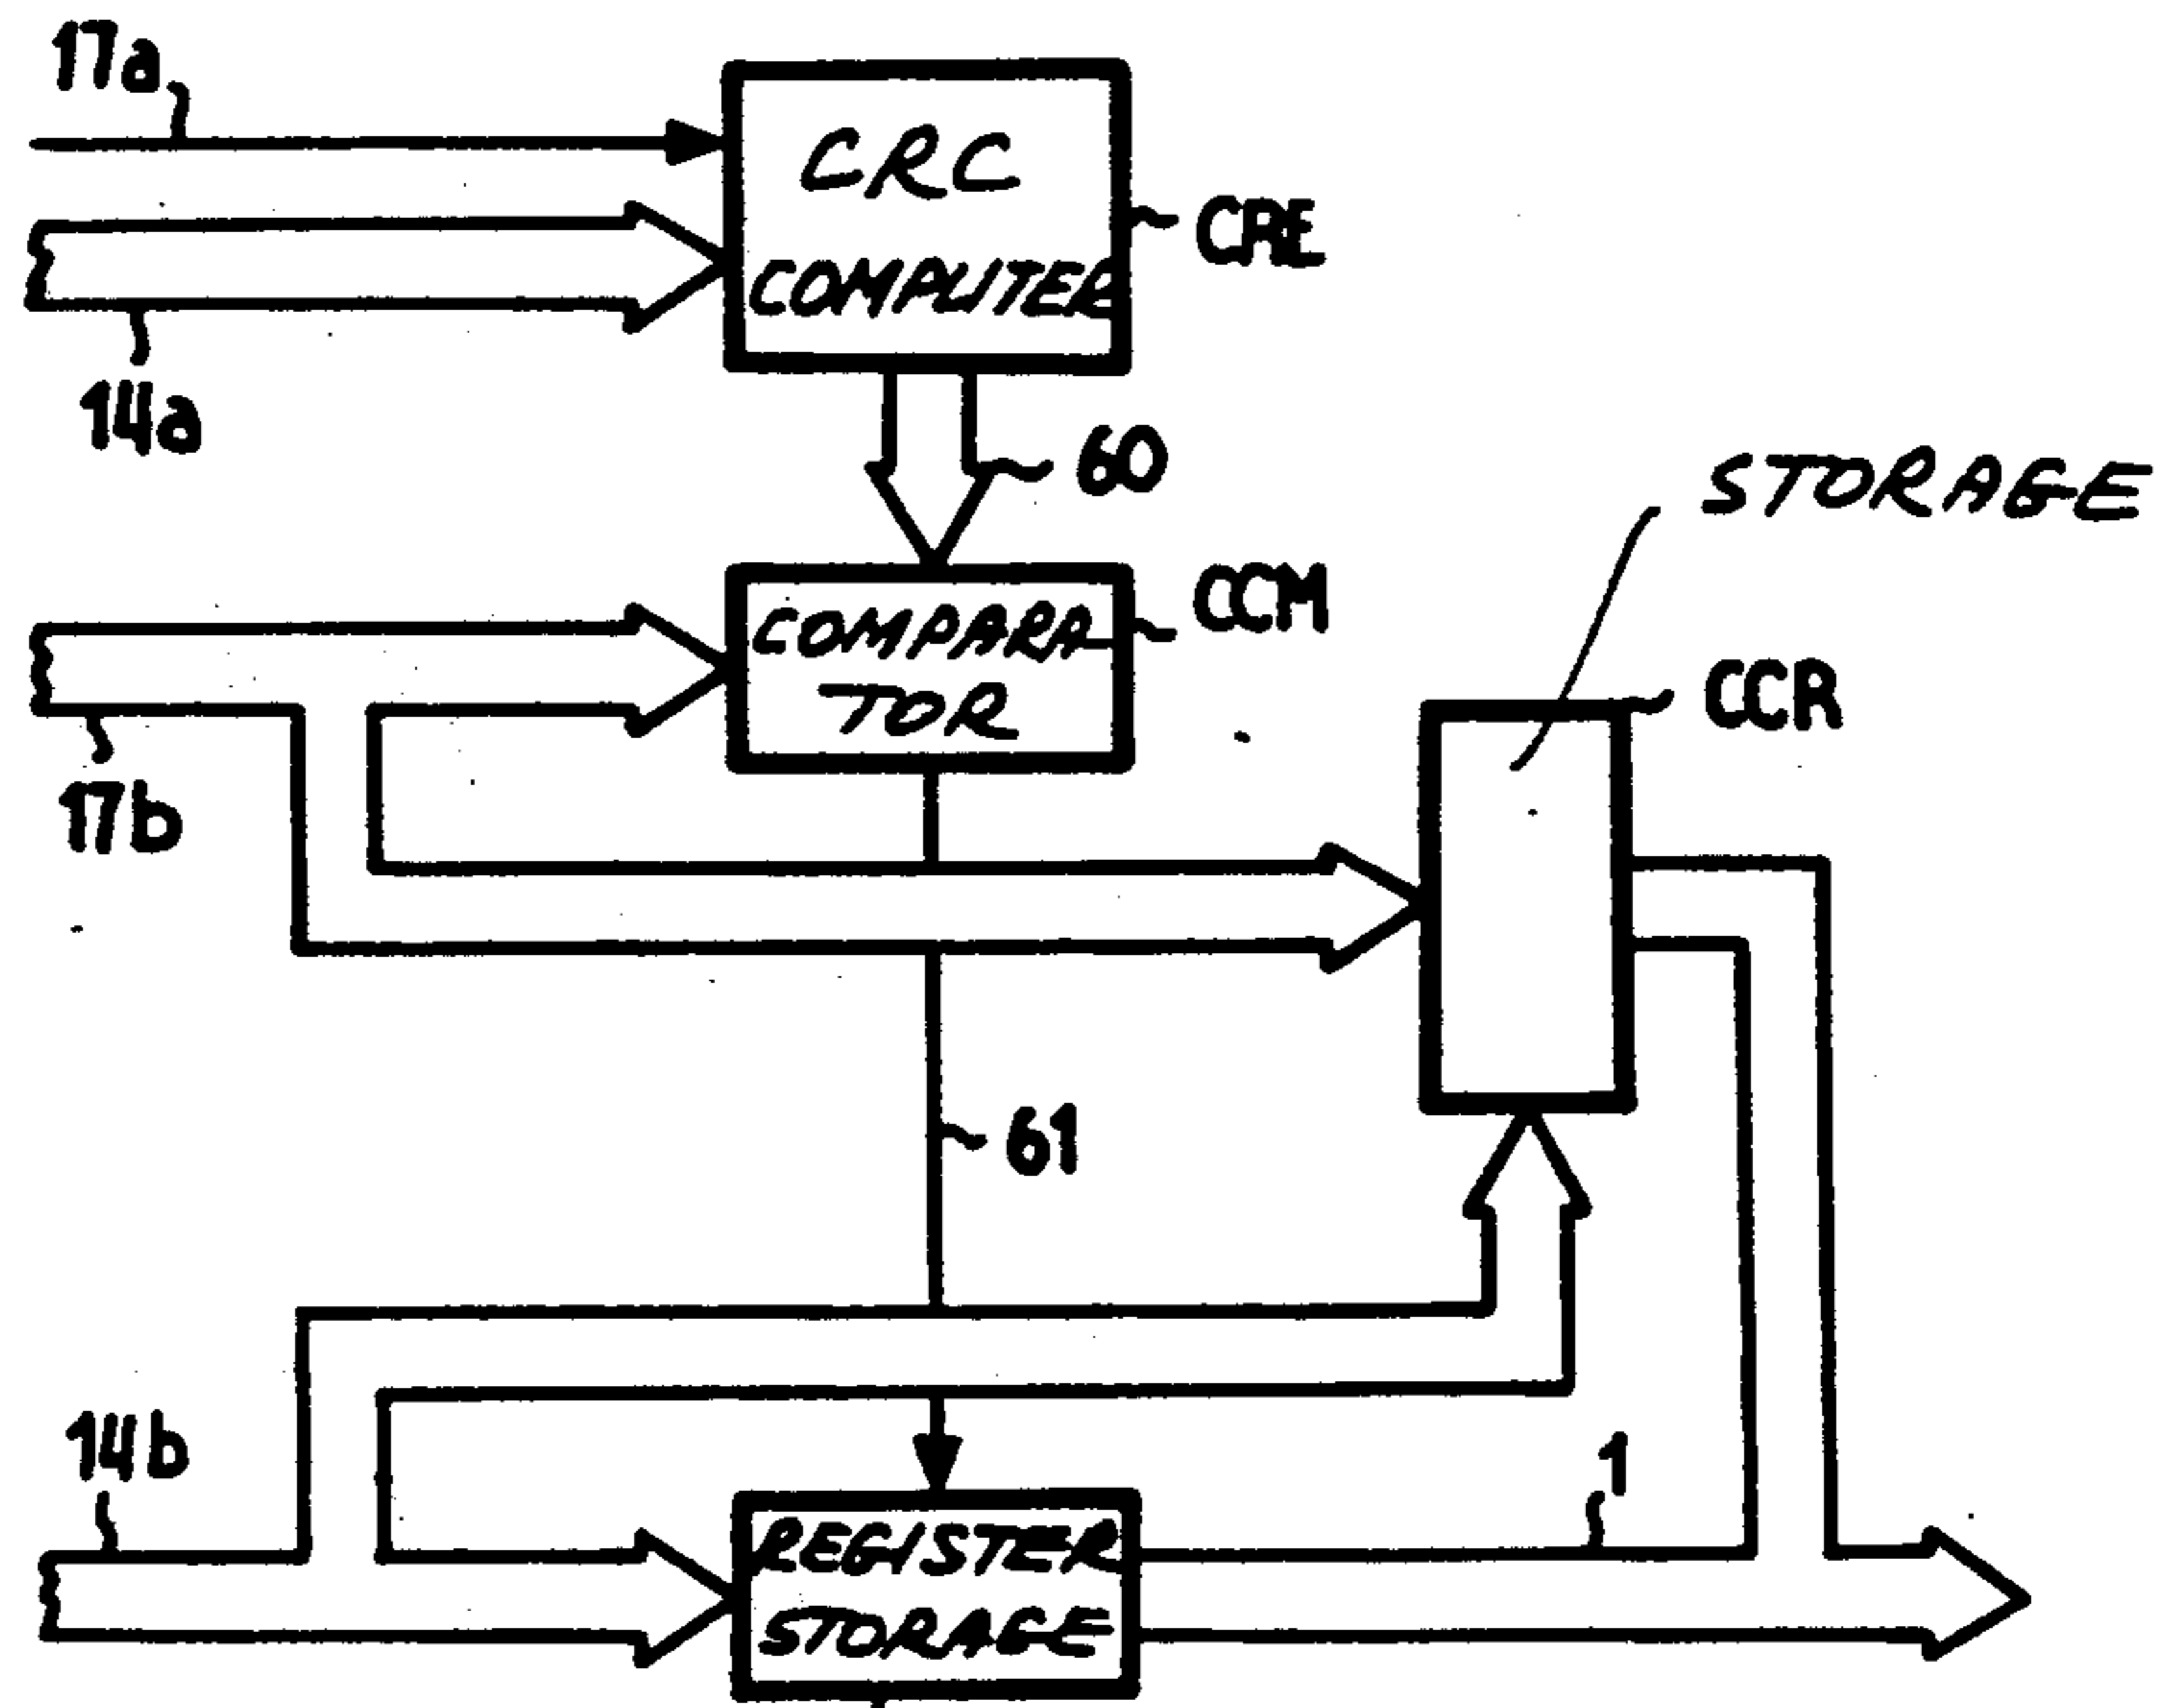 17a
CRC
COMPUTER
CRE
14a
60
STORAGE
COMPARA-
TOR
CCM
CCR
17b
61
14b
1
REGISTER
STORAGE